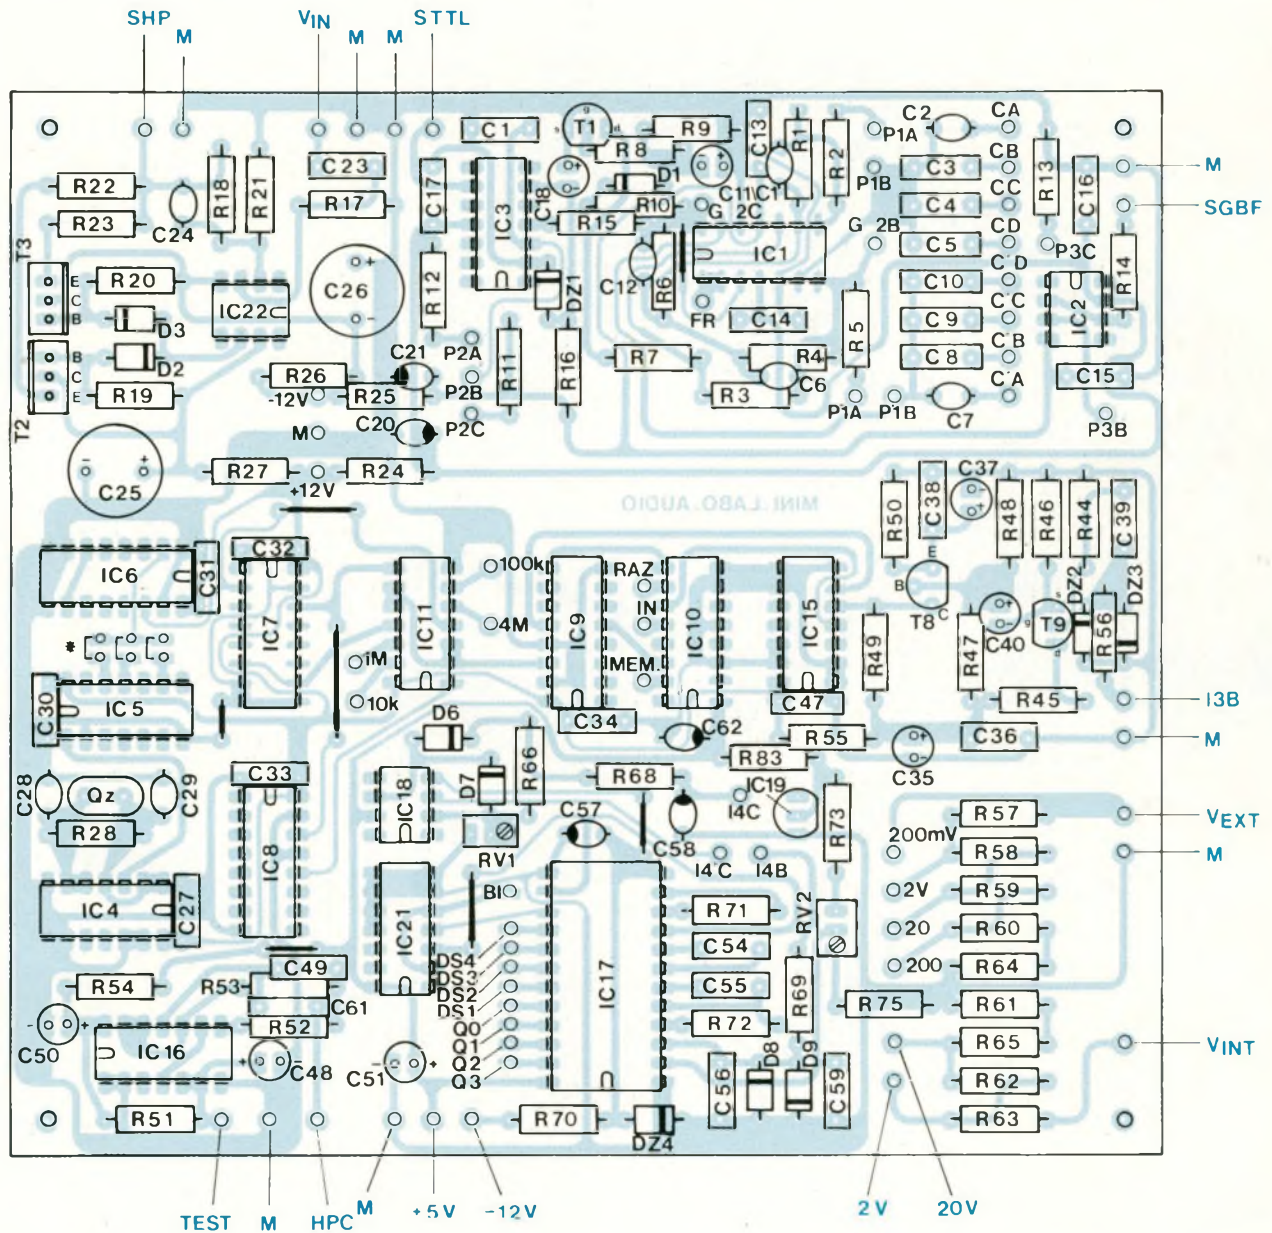 SHP M VIN M M STTL
C1 T1 R9 C13 R1 R2 P1A C2 CA
R8 D1 CB R13 M
R22 R18 R21 C23 C17 IC3 C18 C11\C1 P1B C3 C16
R17 R10 G 2C C4 CC SGBF
R23 C24 R15 G 2B C5 CD P3C
T3 IC1 C'D R14
E C B R20 R12 DZ1 C12 R6 C10
D3 IC22 C26 + - FR C14 C9 C'C IC2
R5 C'B
B C E D2 P2A R11 R16 R7 R4 C8
R26 C21 C6 C15
T2 R19 -12V R25 P2B R3 P1A P1B C7 C'A
M C20 P2C P3B
C25 - + R27 +12V R24 C37
MINI.LABO.AUDIO
R50 C38 R48 R46 R44 C39
C32 E
IC6 C31 IC7 IC11 100k IC9 RAZ IC10 IC15 B C T8 DZ2 DZ3
IN
* 4M R49 R47 C40 g s d T9 R56
1M MEM.
C30 IC5 10k C47 R45 I3B
C34 C62
D6 R66 R83 R55 C35 C36 M
C33 D7 R68 IC19
C28 Qz C29 IC18 I4C R57 VEXT
R28 RV1 C57 C58 R73 200mV R58 M
IC8 I4'C I4B
IC4 C27 IC21 BI R71 RV2 2V R59
20 R60
DS4 C54
C49 DS3 200 R64
R54 R53 DS2 IC17 C55 R69
C61 DS1 R75 R61
C50 - + R52 Q0 R72
IC16 Q1 R65 VINT
+ - C48 C51 - + Q2 D8 D9
Q3 C56 C59 R62
R51 R70 DZ4 R63
TEST M HPC M +5V -12V 2V 20V